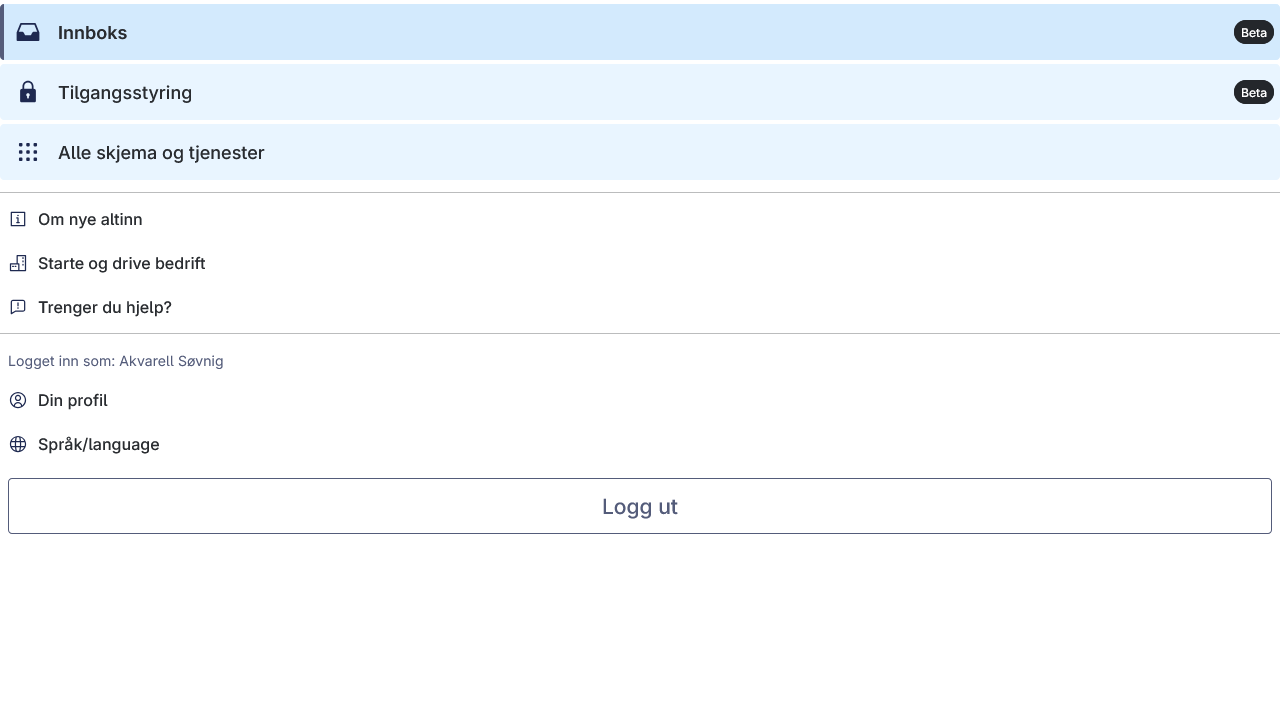 Innboks
Beta
Tilgangsstyring
Beta
Alle skjema og tjenester
Om nye altinn
Starte og drive bedrift
Trenger du hjelp?
Logget inn som: Akvarell Søvnig
Din profil
Språk/language
Logg ut